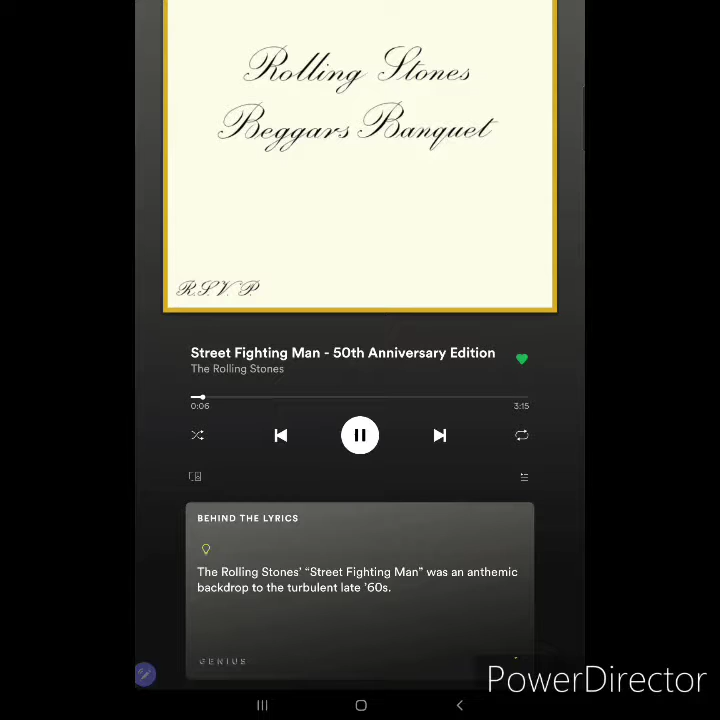 Rolling Stones
Beggars Banquet
R.S.V.P.
Street Fighting Man - 50th Anniversary Edition
The Rolling Stones
0:06
3:15
BEHIND THE LYRICS
The Rolling Stones’ “Street Fighting Man” was an anthemic
backdrop to the turbulent late ’60s.
GENIUS
PowerDirector